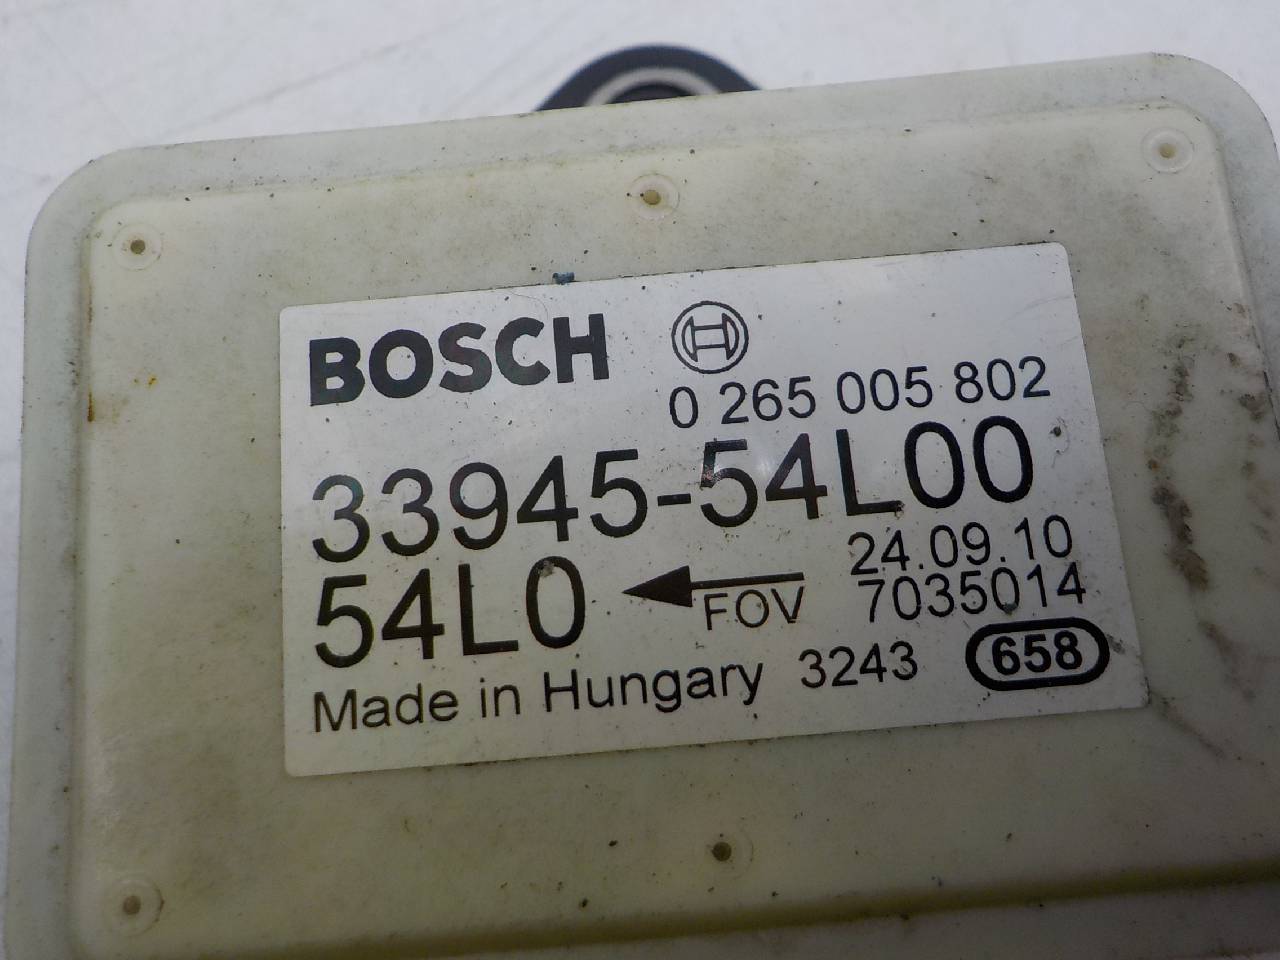 BOSCH
0 265 005 802
33945-54L00
54L0 FOV 24.09.10
7035014
Made in Hungary 3243 658